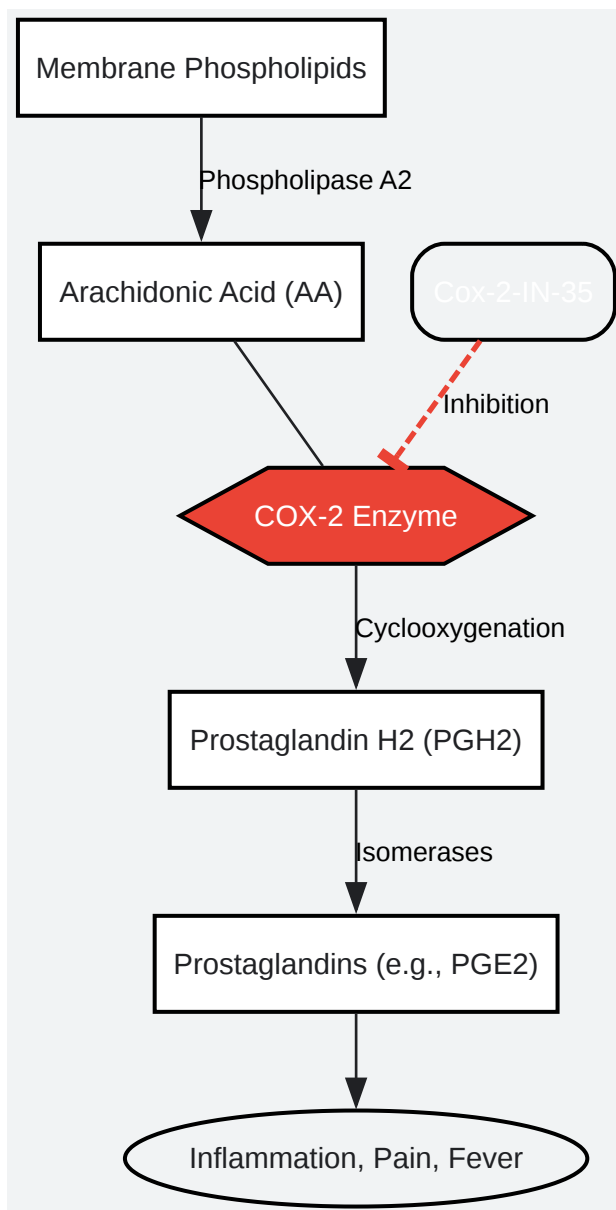 Membrane Phospholipids
Phospholipase A2
Arachidonic Acid (AA)
Cox-2-IN-35
Inhibition
COX-2 Enzyme
Cyclooxygenation
Prostaglandin H2 (PGH2)
Isomerases
Prostaglandins (e.g., PGE2)
Inflammation, Pain, Fever